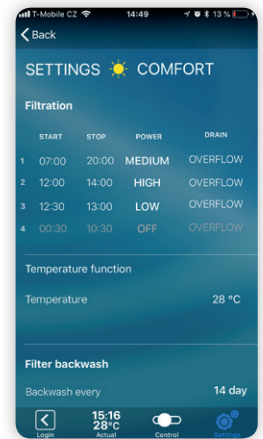 T-Mobile CZ 14:49 13 %
Back
SETTINGS COMFORT
Filtration
START STOP POWER DRAIN
1 07:00 20:00 MEDIUM OVERFLOW
2 12:00 14:00 HIGH OVERFLOW
3 12:30 13:00 LOW OVERFLOW
4 00:30 10:30 OFF OVERFLOW
Temperature function
Temperature 28 °C
Filter backwash
Backwash every 14 day
15:16
28°C
Login Actual Control Settings